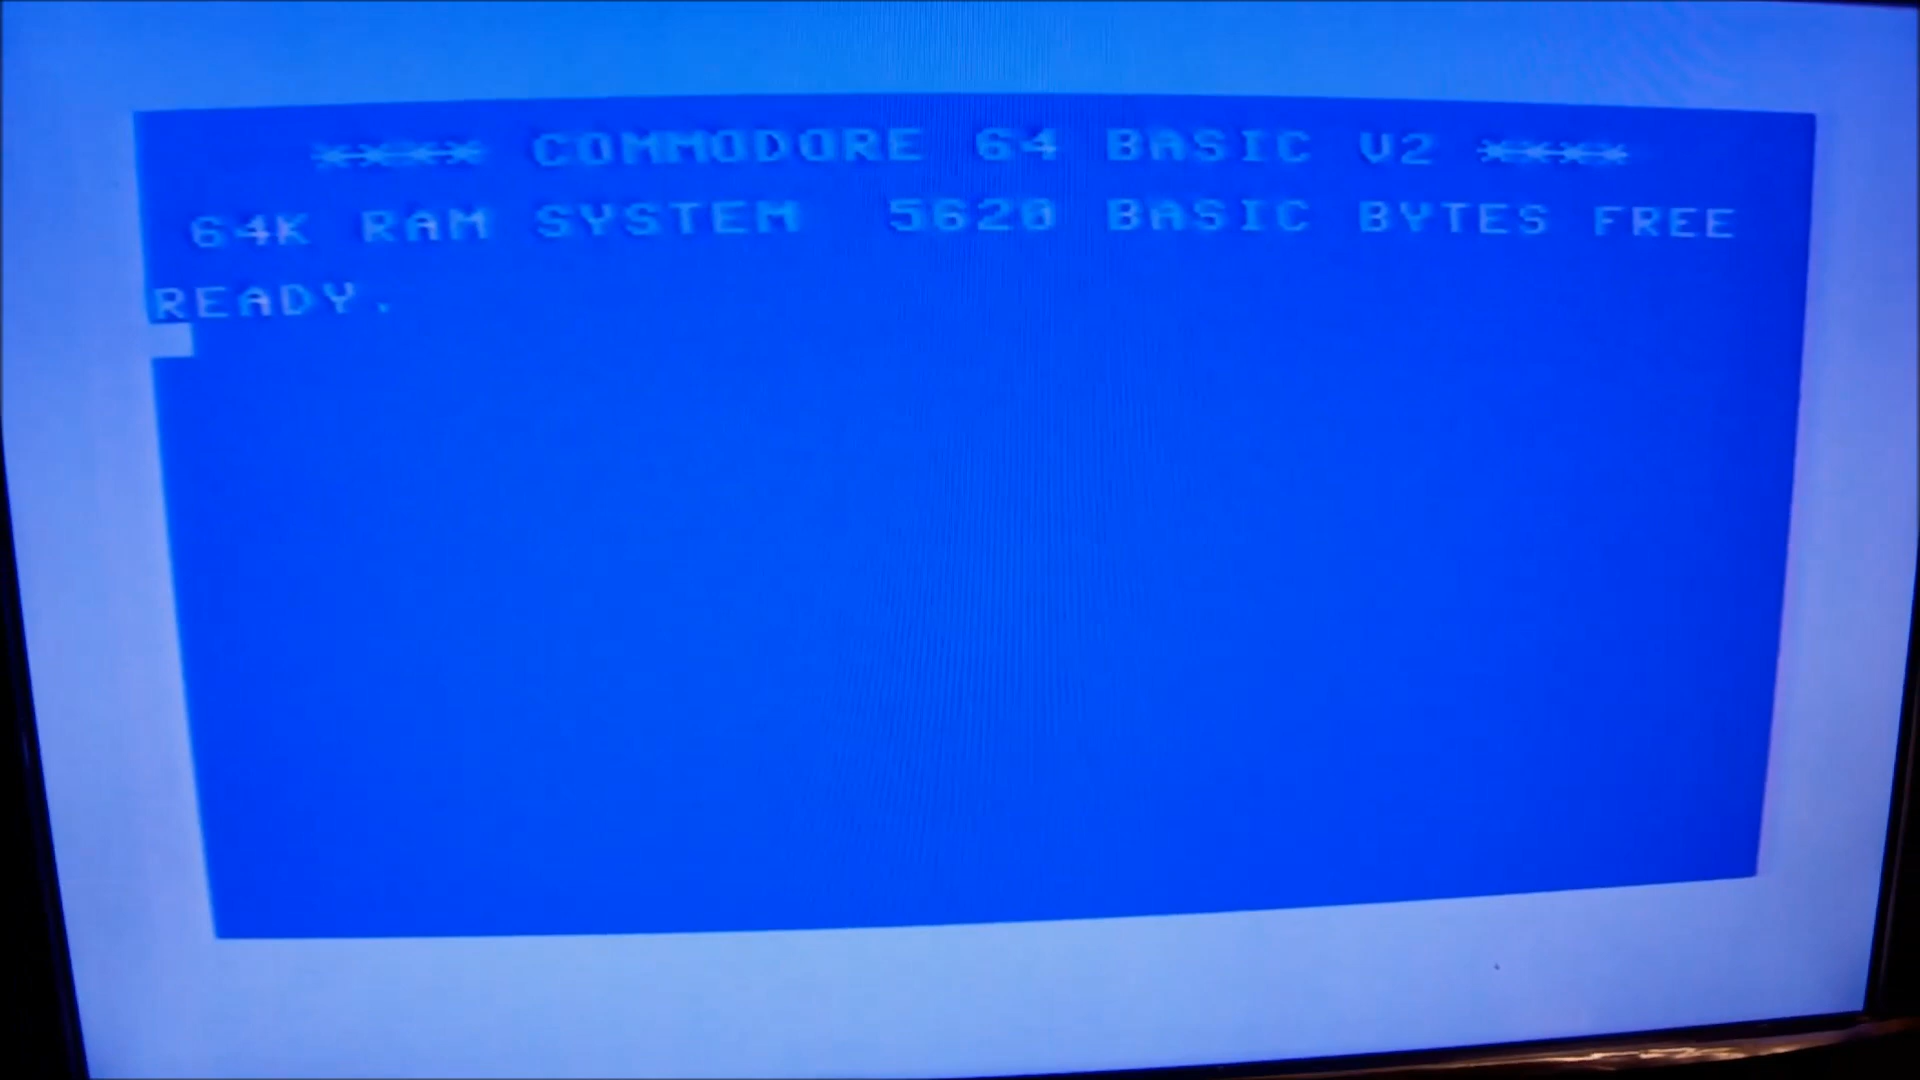 **** COMMODORE 64 BASIC V2 ****
64K RAM SYSTEM 5620 BASIC BYTES FREE
READY.